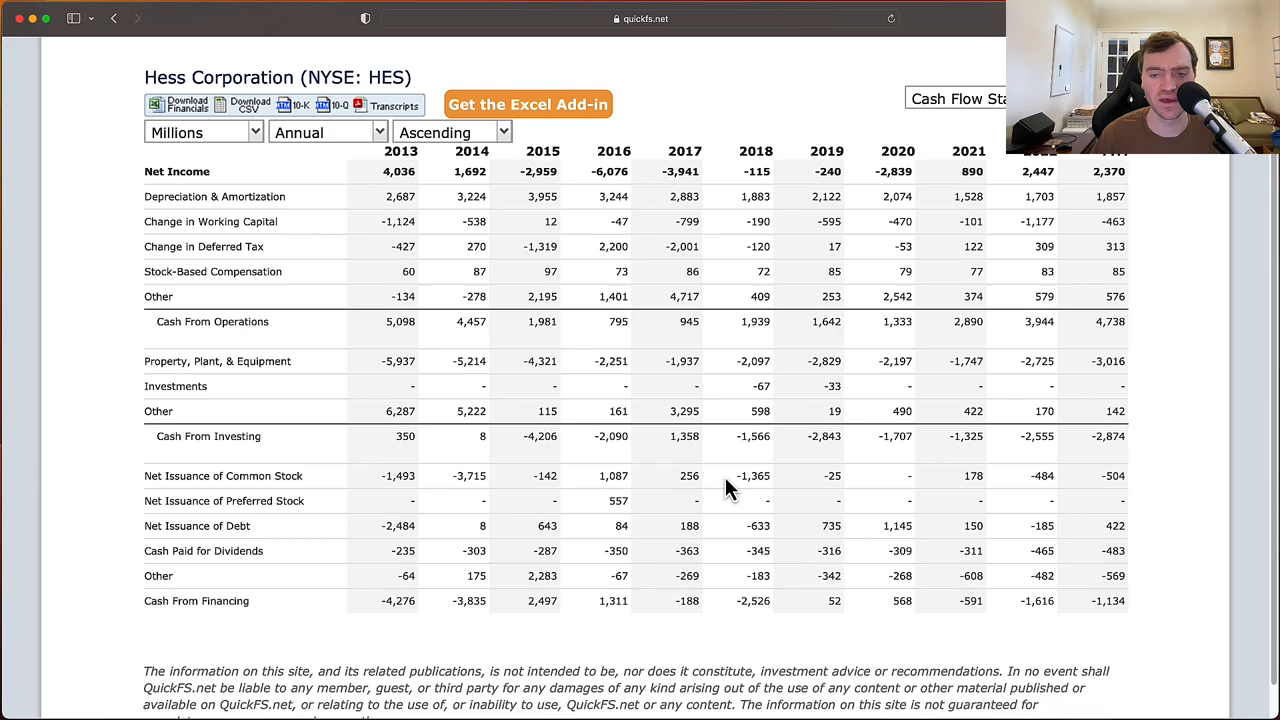 quickfs.net
Hess Corporation (NYSE: HES)
Download Financials Download CSV 10-K 10-Q Transcripts Get the Excel Add-in Cash Flow Sta
Millions Annual Ascending
2013 2014 2015 2016 2017 2018 2019 2020 2021
Net Income 4,036 1,692 -2,959 -6,076 -3,941 -115 -240 -2,839 890 2,447 2,370
Depreciation & Amortization 2,687 3,224 3,955 3,244 2,883 1,883 2,122 2,074 1,528 1,703 1,857
Change in Working Capital -1,124 -538 12 -47 -799 -190 -595 -470 -101 -1,177 -463
Change in Deferred Tax -427 270 -1,319 2,200 -2,001 -120 17 -53 122 309 313
Stock-Based Compensation 60 87 97 73 86 72 85 79 77 83 85
Other -134 -278 2,195 1,401 4,717 409 253 2,542 374 579 576
Cash From Operations 5,098 4,457 1,981 795 945 1,939 1,642 1,333 2,890 3,944 4,738
Property, Plant, & Equipment -5,937 -5,214 -4,321 -2,251 -1,937 -2,097 -2,829 -2,197 -1,747 -2,725 -3,016
Investments - - - - - -67 -33 - - - -
Other 6,287 5,222 115 161 3,295 598 19 490 422 170 142
Cash From Investing 350 8 -4,206 -2,090 1,358 -1,566 -2,843 -1,707 -1,325 -2,555 -2,874
Net Issuance of Common Stock -1,493 -3,715 -142 1,087 256 -1,365 -25 - 178 -484 -504
Net Issuance of Preferred Stock - - - 557 - - - - - - -
Net Issuance of Debt -2,484 8 643 84 188 -633 735 1,145 150 -185 422
Cash Paid for Dividends -235 -303 -287 -350 -363 -345 -316 -309 -311 -465 -483
Other -64 175 2,283 -67 -269 -183 -342 -268 -608 -482 -569
Cash From Financing -4,276 -3,835 2,497 1,311 -188 -2,526 52 568 -591 -1,616 -1,134
The information on this site, and its related publications, is not intended to be, nor does it constitute, investment advice or recommendations. In no event shall
QuickFS.net be liable to any member, guest, or third party for any damages of any kind arising out of the use of any content or other material published or
available on QuickFS.net, or relating to the use of, or inability to use, QuickFS.net or any content. The information on this site is not guaranteed for